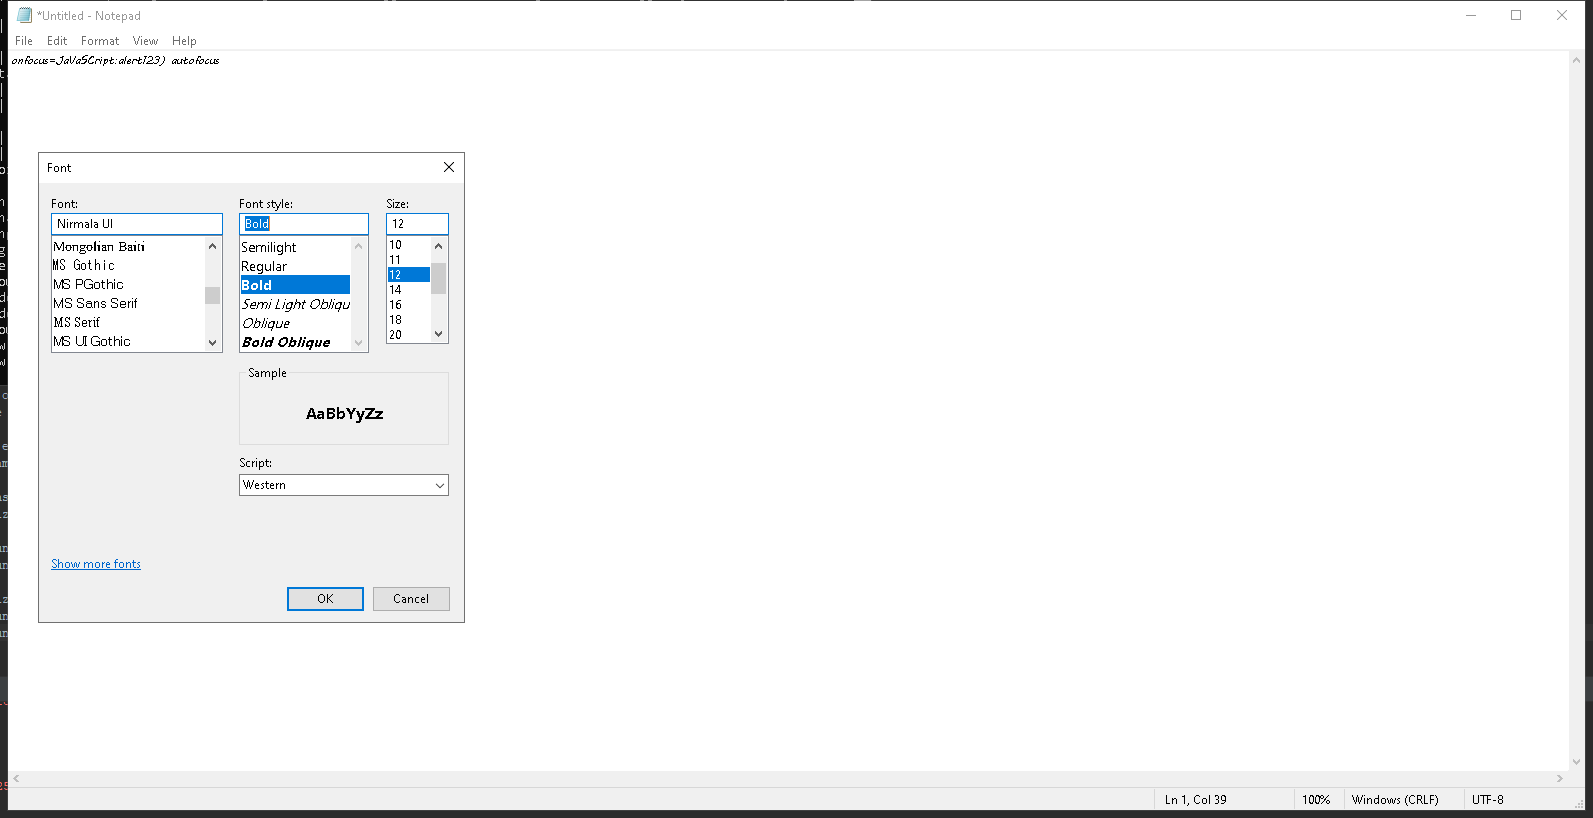 *Untitled - Notepad
File Edit Format View Help
onfocus=JaVaSCript:alert123) autofocus
Font
Font: Font style: Size:
Nirmala UI Bold 12
Mongolian Baiti
MS Gothic
MS PGothic
MS Sans Serif
MS Serif
MS UI Gothic
Semilight
Regular
Bold
Semi Light Obliqu
Oblique
Bold Oblique
10
11
12
14
16
18
20
Sample
AaBbYyZz
Script:
Western
Show more fonts
OK Cancel
Ln 1, Col 39 100% Windows (CRLF) UTF-8